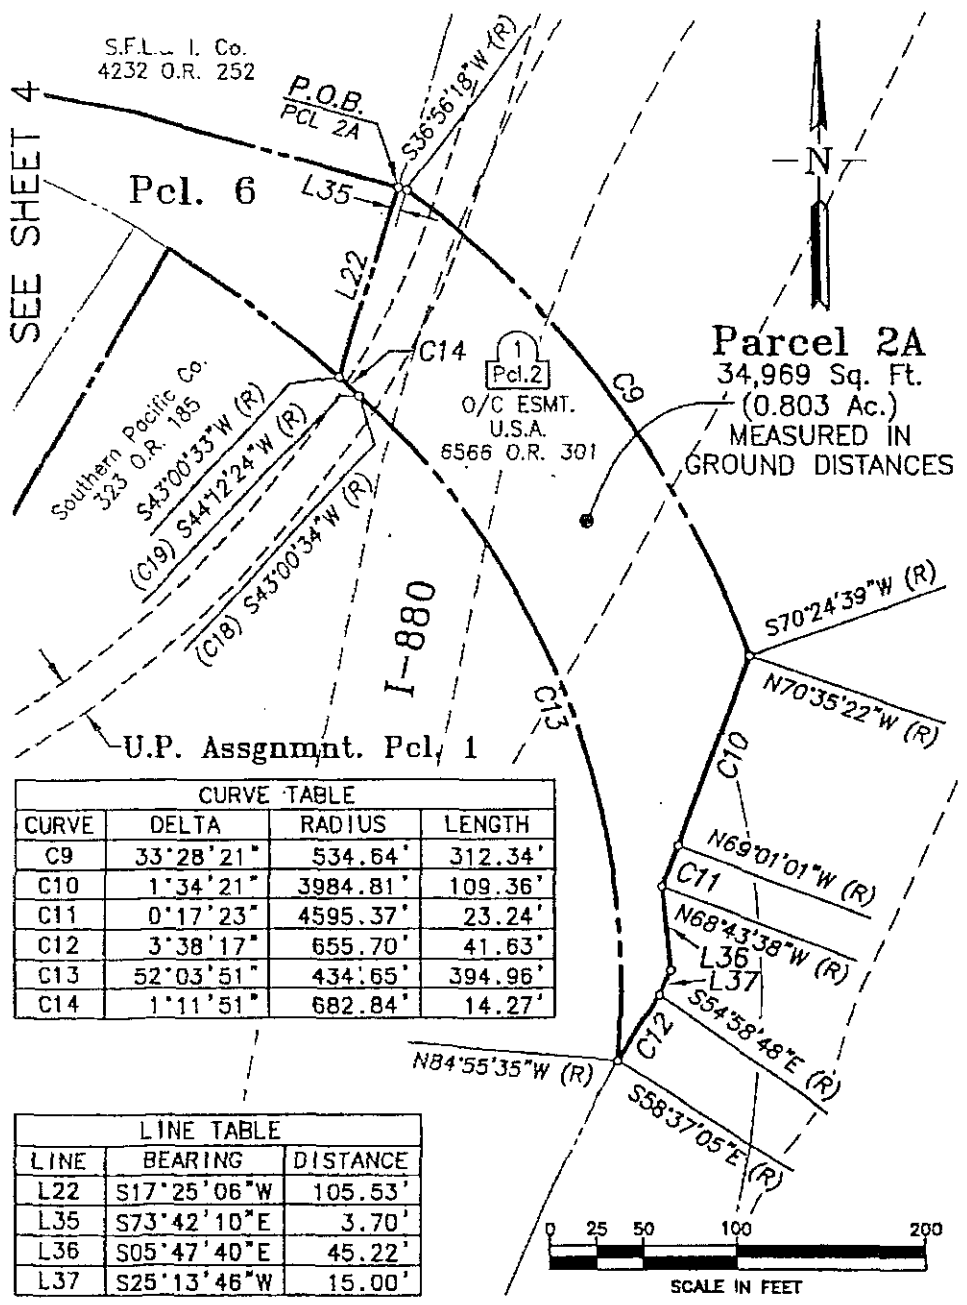 S.F.L. I. Co.
4232 O.R. 252
SEE SHEET 4
P.O.B.
PCL 2A
S36°56'18"W (R)
Pcl. 6
L35
L22
C14
N
1
Pcl.2
O/C ESMT.
U.S.A.
6566 O.R. 301
C9
Parcel 2A
34,969 Sq. Ft.
(0.803 Ac.)
MEASURED IN
GROUND DISTANCES
Southern Pacific Co.
323 O.R. 185
S43°00'33"W (R)
(C19) S44°12'24"W (R)
(C18) S43°00'34"W (R)
I-880
C13
S70°24'39"W (R)
N70°35'22"W (R)
C10
U.P. Assgnmnt. Pcl. 1
N69°01'01"W (R)
C11
N68°43'38"W (R)
L36
L37
S54°58'48"E (R)
C12
N84°55'35"W (R)
S58°37'05"E (R)
CURVE TABLE
CURVE DELTA RADIUS LENGTH
C9 33°28'21" 534.64' 312.34'
C10 1°34'21" 3984.81' 109.36'
C11 0°17'23" 4595.37' 23.24'
C12 3°38'17" 655.70' 41.63'
C13 52°03'51" 434.65' 394.96'
C14 1°11'51" 682.84' 14.27'
LINE TABLE
LINE BEARING DISTANCE
L22 S17°25'06"W 105.53'
L35 S73°42'10"E 3.70'
L36 S05°47'40"E 45.22'
L37 S25°13'46"W 15.00'
0 25 50 100 200
SCALE IN FEET